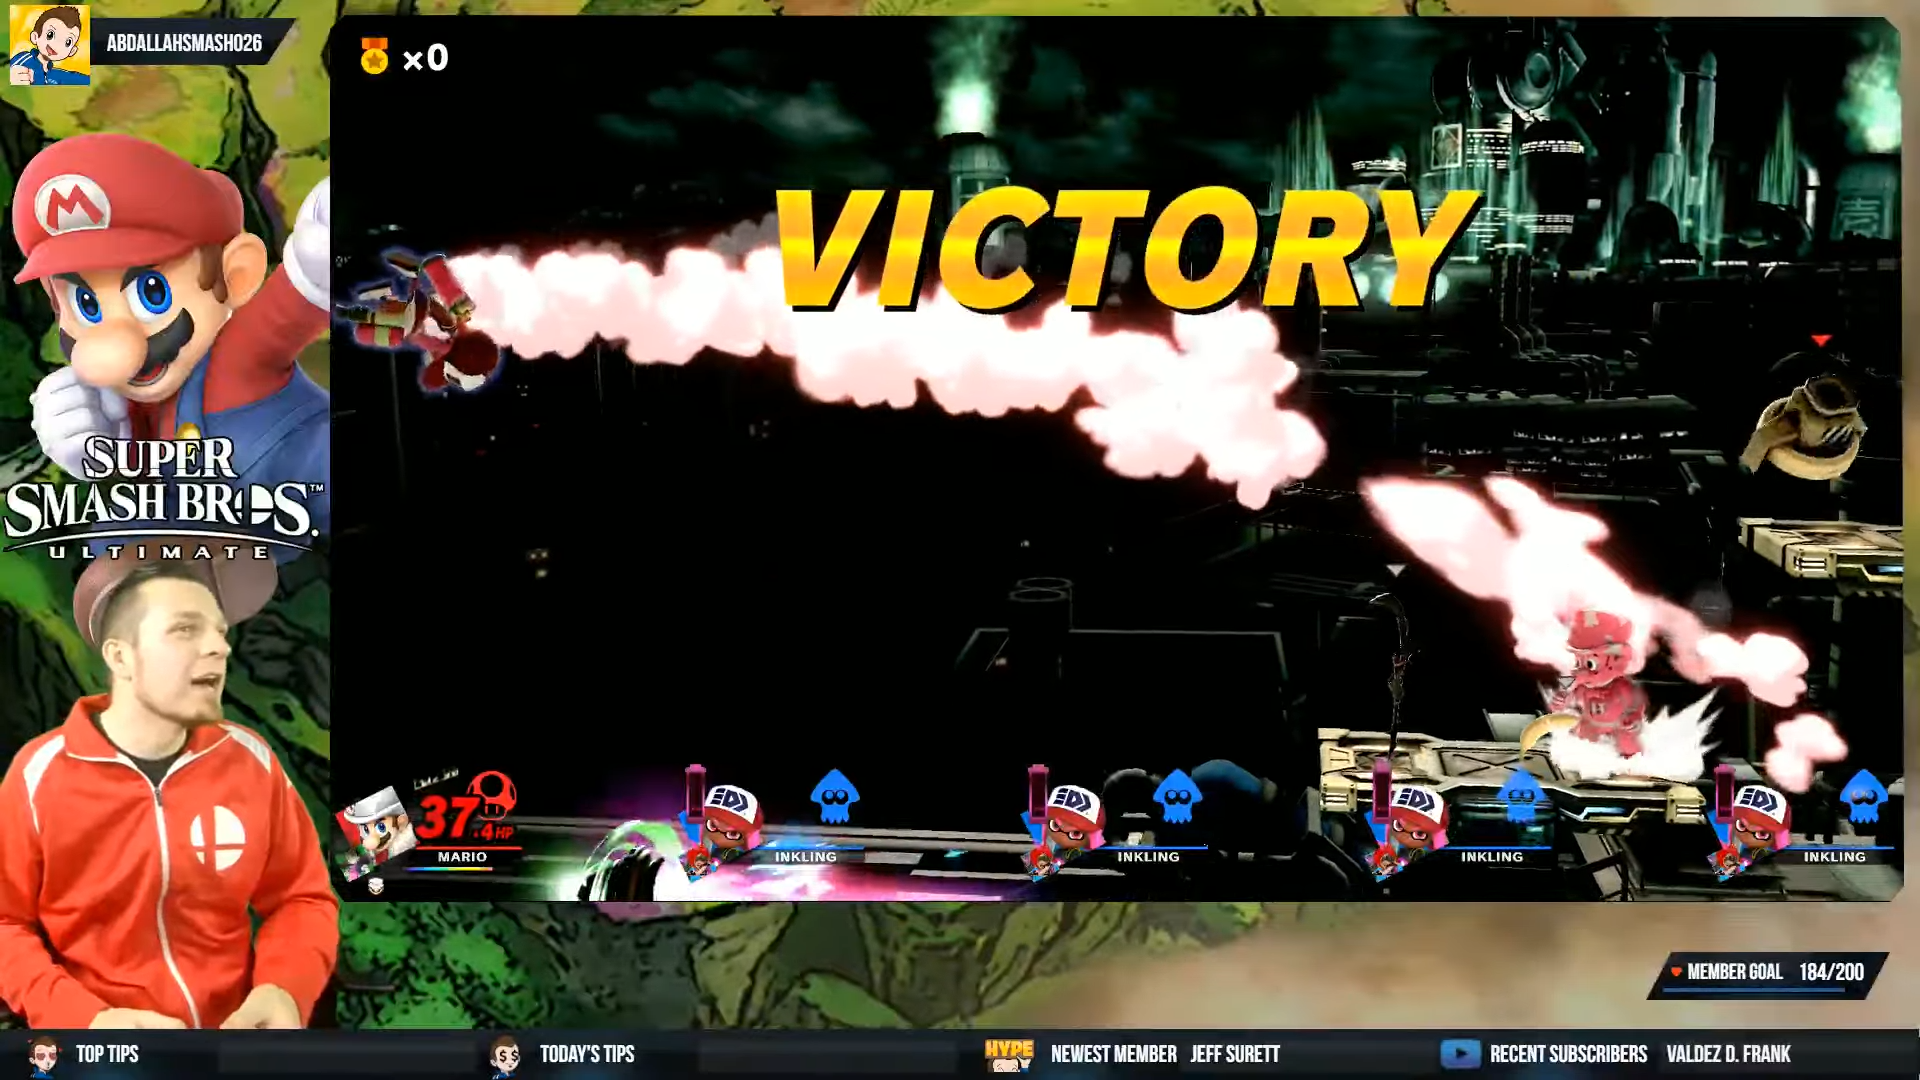 ABDALLAHSMASH026
×0
VICTORY
M
SUPER
SMASH BROS.™
ULTIMATE
37.4HP
MARIO
INKLING
INKLING
INKLING
INKLING
MEMBER GOAL 184/200
TOP TIPS
TODAY'S TIPS
HYPE
NEWEST MEMBER JEFF SURETT
RECENT SUBSCRIBERS VALDEZ D. FRANK